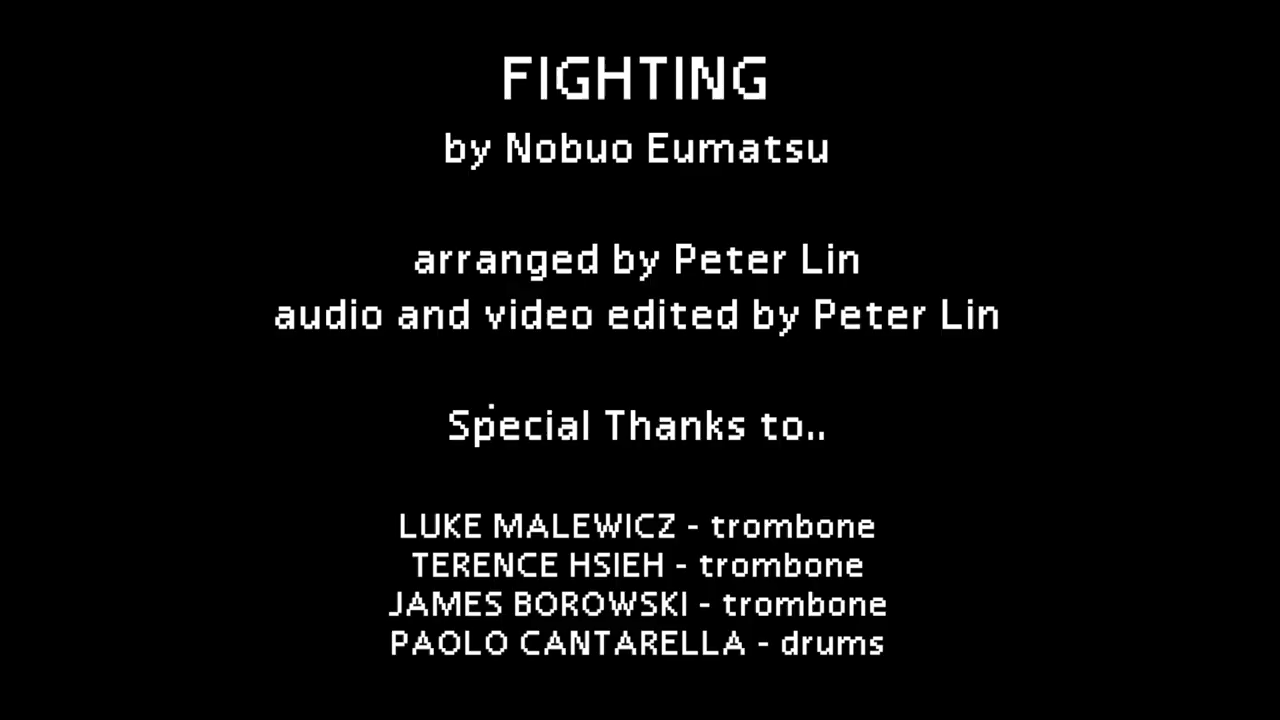 FIGHTING
by Nobuo Eumatsu
arranged by Peter Lin
audio and video edited by Peter Lin
Special Thanks to..
LUKE MALEWICZ - trombone
TERENCE HSIEH - trombone
JAMES BOROWSKI - trombone
PAOLO CANTARELLA - drums